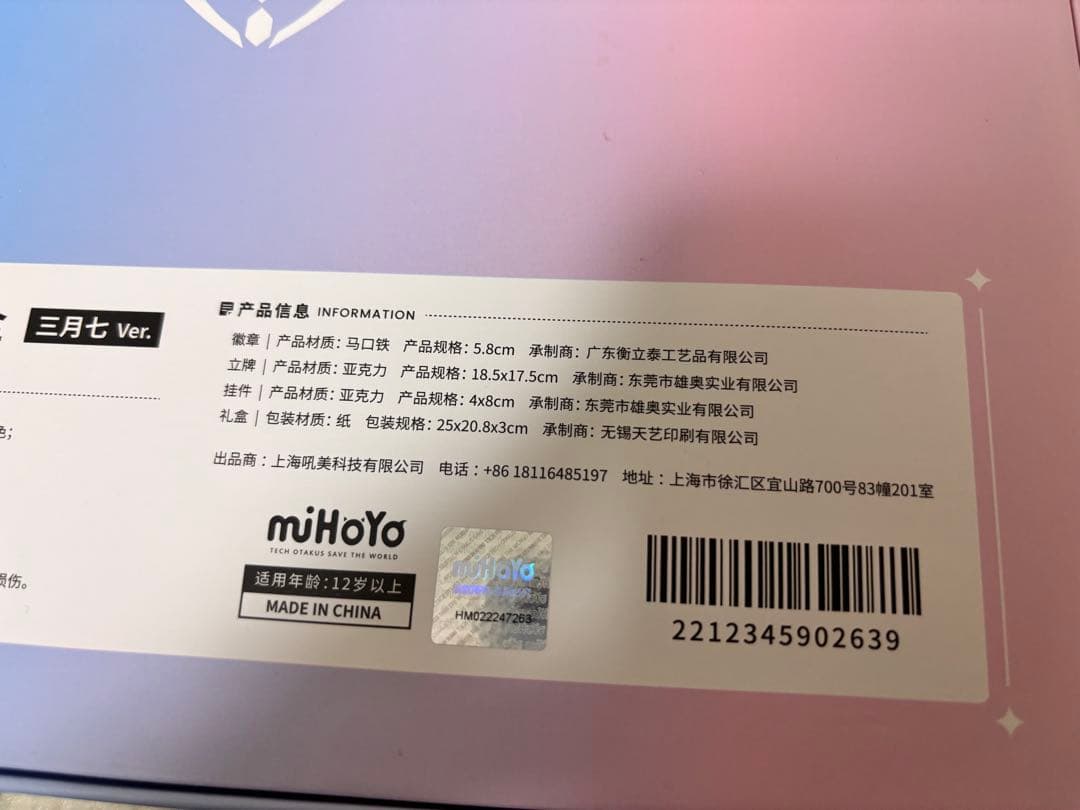 三月七 Ver.
产品信息 INFORMATION
徽章 | 产品材质：马口铁 产品规格：5.8cm 承制商：广东衡立泰工艺品有限公司
立牌 | 产品材质：亚克力 产品规格：18.5x17.5cm 承制商：东莞市雄奥实业有限公司
挂件 | 产品材质：亚克力 产品规格：4x8cm 承制商：东莞市雄奥实业有限公司
礼盒 | 包装材质：纸 包装规格：25x20.8x3cm 承制商：无锡天艺印刷有限公司
色；
出品商：上海吼美科技有限公司 电话：+86 18116485197 地址：上海市徐汇区宜山路700号83幢201室
损伤。
miHoYo
TECH OTAKUS SAVE THE WORLD
适用年龄：12岁以上
MADE IN CHINA
miHoYo
HM022247263
2212345902639